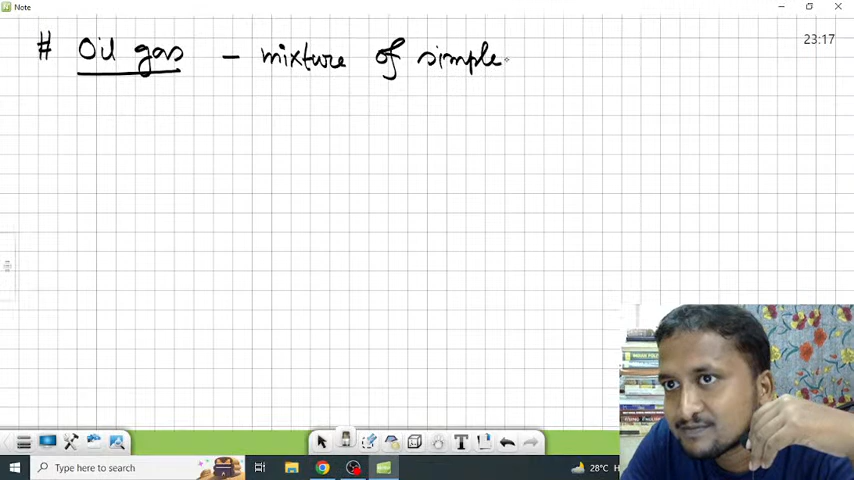 Note
23:17
# Oil gas – mixture of simple
Type here to search
28°C H